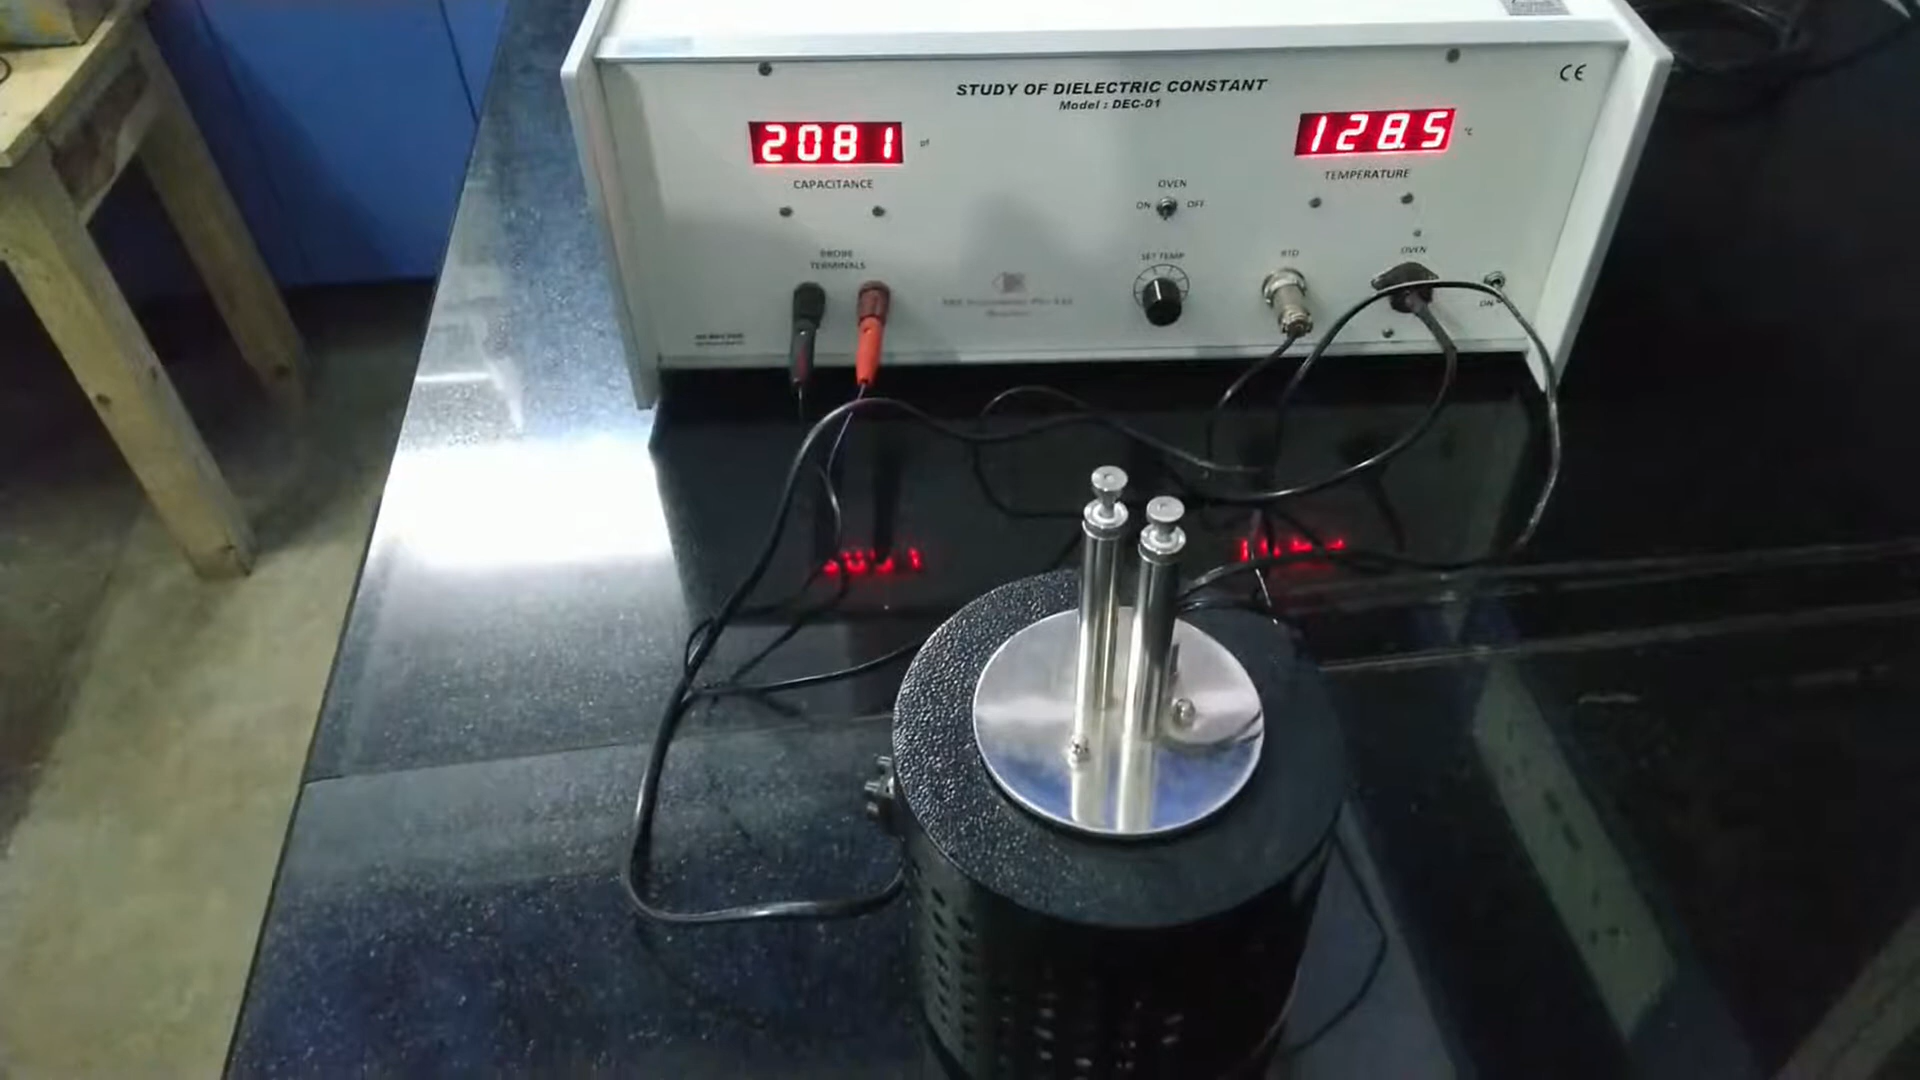 STUDY OF DIELECTRIC CONSTANT
Model : DEC-01
CE
2081
pf
128.5
°C
CAPACITANCE
TEMPERATURE
OVEN
ON
OFF
PROBE
TERMINALS
SET TEMP
RTD
OVEN
ON